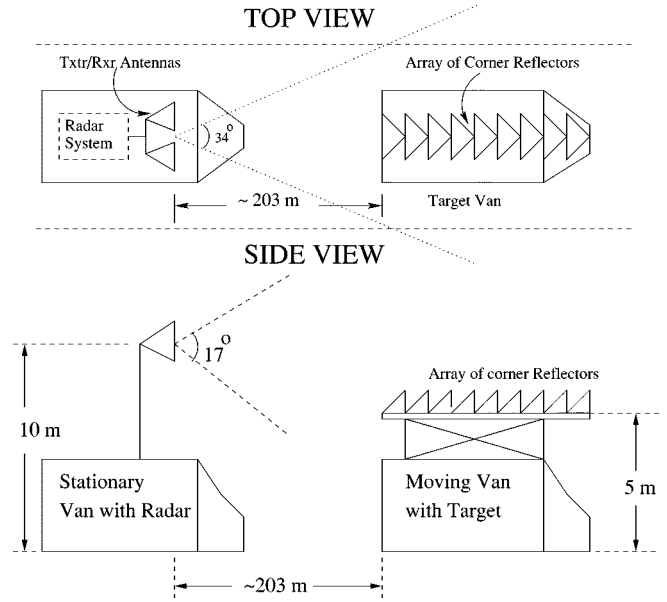 TOP VIEW
Txtr/Rxr Antennas
Array of Corner Reflectors
Radar
System
34°
~ 203 m
Target Van
SIDE VIEW
17°
Array of corner Reflectors
10 m
Stationary
Van with Radar
Moving Van
with Target
5 m
~203 m